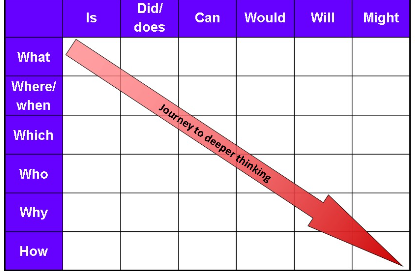 Is
Did/
does
Can
Would
Will
Might
What
Where/
when
Which
Who
Why
How
Journey to deeper thinking